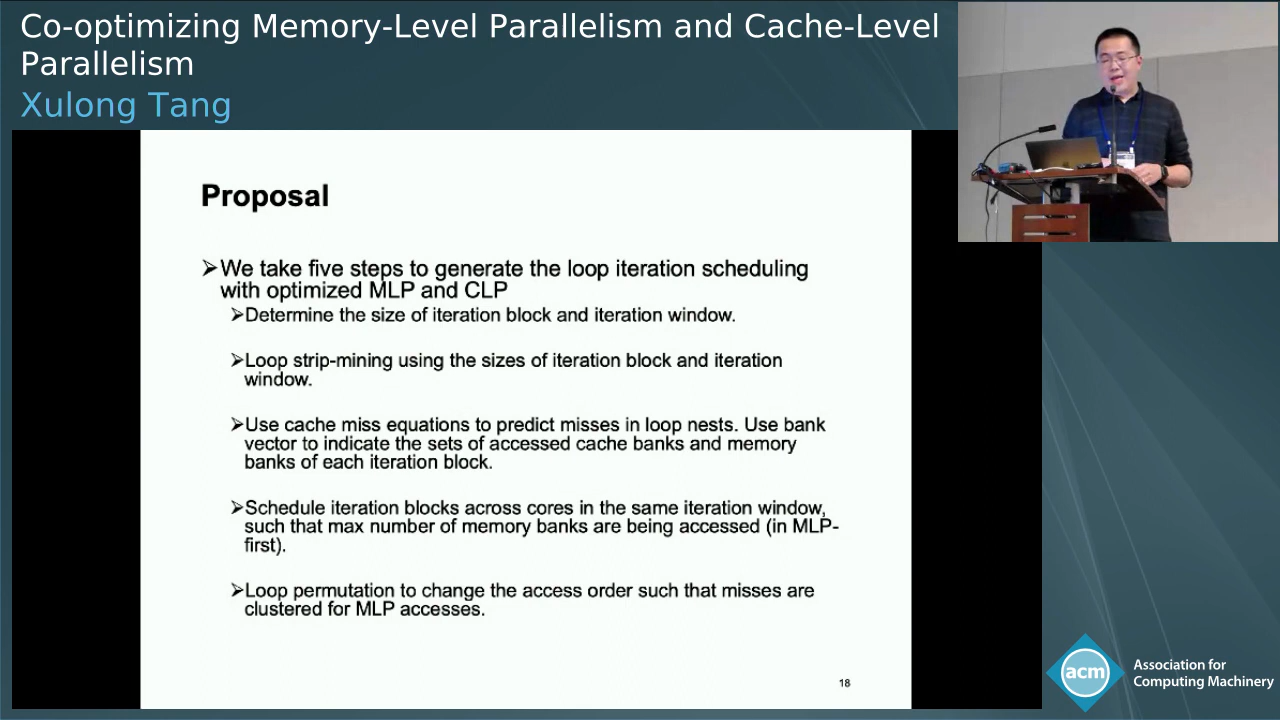 Co-optimizing Memory-Level Parallelism and Cache-Level
Parallelism
Xulong Tang
Proposal
➢We take five steps to generate the loop iteration scheduling
with optimized MLP and CLP
➢Determine the size of iteration block and iteration window.
➢Loop strip-mining using the sizes of iteration block and iteration
window.
➢Use cache miss equations to predict misses in loop nests. Use bank
vector to indicate the sets of accessed cache banks and memory
banks of each iteration block.
➢Schedule iteration blocks across cores in the same iteration window,
such that max number of memory banks are being accessed (in MLP-
first).
➢Loop permutation to change the access order such that misses are
clustered for MLP accesses.
18
acm
Association for
Computing Machinery